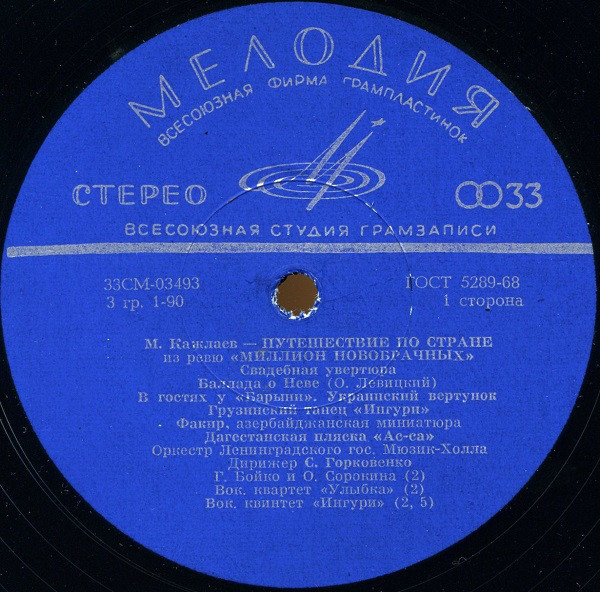 МЕЛОДИЯ
ВСЕСОЮЗНАЯ ФИРМА ГРАМПЛАСТИНОК
СТЕРЕО
33
ВСЕСОЮЗНАЯ СТУДИЯ ГРАМЗАПИСИ
33СМ-03493
ГОСТ 5289-68
3 гр. 1-90
1 сторона
М. Кажлаев — ПУТЕШЕСТВИЕ ПО СТРАНЕ
из ревю «МИЛЛИОН НОВОБРАЧНЫХ»
Свадебная увертюра
Баллада о Неве (О. Левицкий)
В гостях у «Барыни». Украинский вертунок
Грузинский танец «Ингури»
Факир, азербайджанская миниатюра
Дагестанская пляска «Ас-са»
Оркестр Ленинградского гос. Мюзик-Холла
Дирижер С. Горковенко
Г. Бойко и О. Сорокина (2)
Вок. квартет «Улыбка» (2)
Вок. квинтет «Ингури» (2, 5)